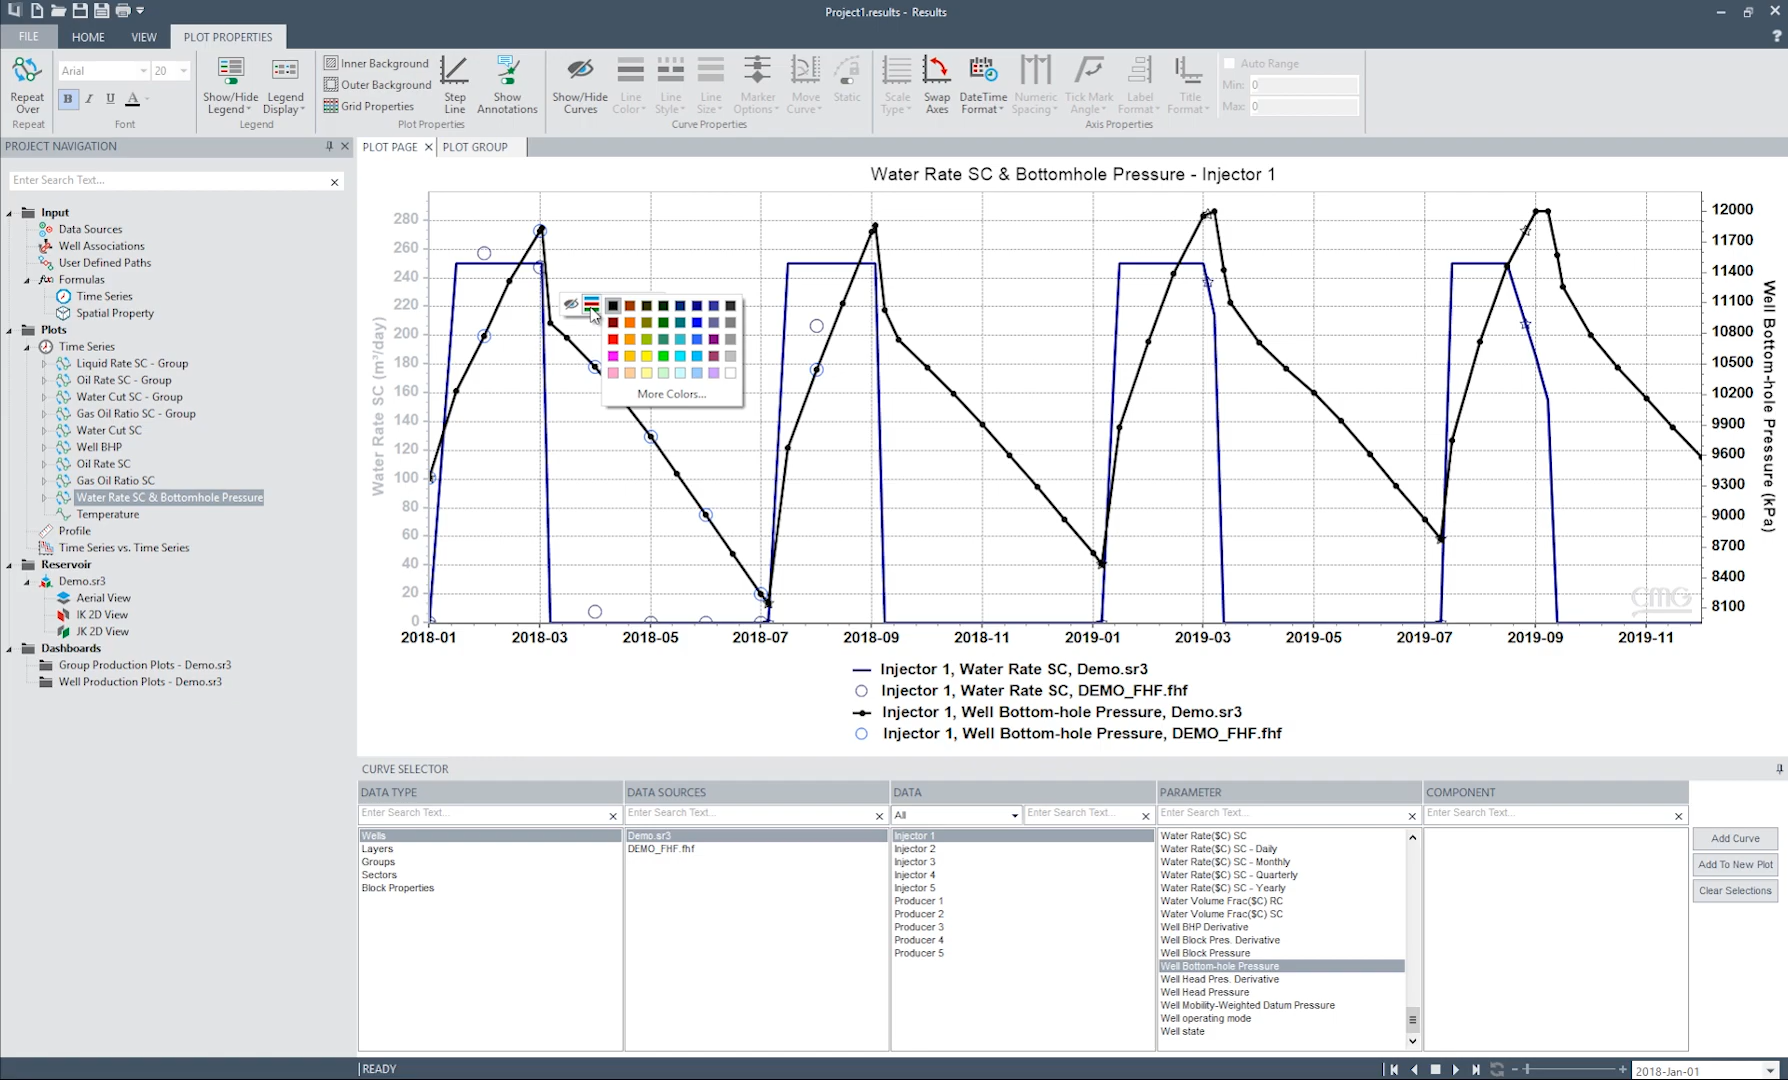 Project1.results - Results
FILE HOME VIEW PLOT PROPERTIES
Repeat Over
Repeat
Arial 20
B I U A
Font
Show/Hide Legend
Legend Display
Legend
Inner Background
Outer Background
Grid Properties
Step Line
Show Annotations
Plot Properties
Show/Hide Curves
Line Color
Line Style
Line Size
Marker Options
Move Curve
Static
Curve Properties
Scale Type
Swap Axes
DateTime Format
Numeric Spacing
Tick Mark Angle
Label Format
Title Format
Auto Range
Min: 0
Max: 0
Axis Properties
PROJECT NAVIGATION
Enter Search Text...
Input
Data Sources
Well Associations
User Defined Paths
Formulas
Time Series
Spatial Property
Plots
Time Series
Liquid Rate SC - Group
Oil Rate SC - Group
Water Cut SC - Group
Gas Oil Ratio SC - Group
Water Cut SC
Well BHP
Oil Rate SC
Gas Oil Ratio SC
Water Rate SC & Bottomhole Pressure
Temperature
Profile
Time Series vs. Time Series
Reservoir
Demo.sr3
Aerial View
IK 2D View
JK 2D View
Dashboards
Group Production Plots - Demo.sr3
Well Production Plots - Demo.sr3
PLOT PAGE PLOT GROUP
Water Rate SC & Bottomhole Pressure - Injector 1
Water Rate SC (m³/day)
280
260
240
220
200
180
160
140
120
100
80
60
40
20
0
More Colors...
12000
11700
11400
11100
10800
10500
10200
9900
9600
9300
9000
8700
8400
8100
Well Bottom-hole Pressure (kPa)
CMG
2018-01 2018-03 2018-05 2018-07 2018-09 2018-11 2019-01 2019-03 2019-05 2019-07 2019-09 2019-11
Injector 1, Water Rate SC, Demo.sr3
Injector 1, Water Rate SC, DEMO_FHF.fhf
Injector 1, Well Bottom-hole Pressure, Demo.sr3
Injector 1, Well Bottom-hole Pressure, DEMO_FHF.fhf
CURVE SELECTOR
DATA TYPE
Enter Search Text...
Wells
Layers
Groups
Sectors
Block Properties
DATA SOURCES
Enter Search Text...
Demo.sr3
DEMO_FHF.fhf
DATA
All Enter Search Text...
Injector 1
Injector 2
Injector 3
Injector 4
Injector 5
Producer 1
Producer 2
Producer 3
Producer 4
Producer 5
PARAMETER
Enter Search Text...
Water Rate($C) SC
Water Rate($C) SC - Daily
Water Rate($C) SC - Monthly
Water Rate($C) SC - Quarterly
Water Rate($C) SC - Yearly
Water Volume Frac($C) RC
Water Volume Frac($C) SC
Well BHP Derivative
Well Block Pres. Derivative
Well Block Pressure
Well Bottom-hole Pressure
Well Head Pres. Derivative
Well Head Pressure
Well Mobility-Weighted Datum Pressure
Well operating mode
Well state
COMPONENT
Enter Search Text...
Add Curve
Add To New Plot
Clear Selections
READY
2018-Jan-01